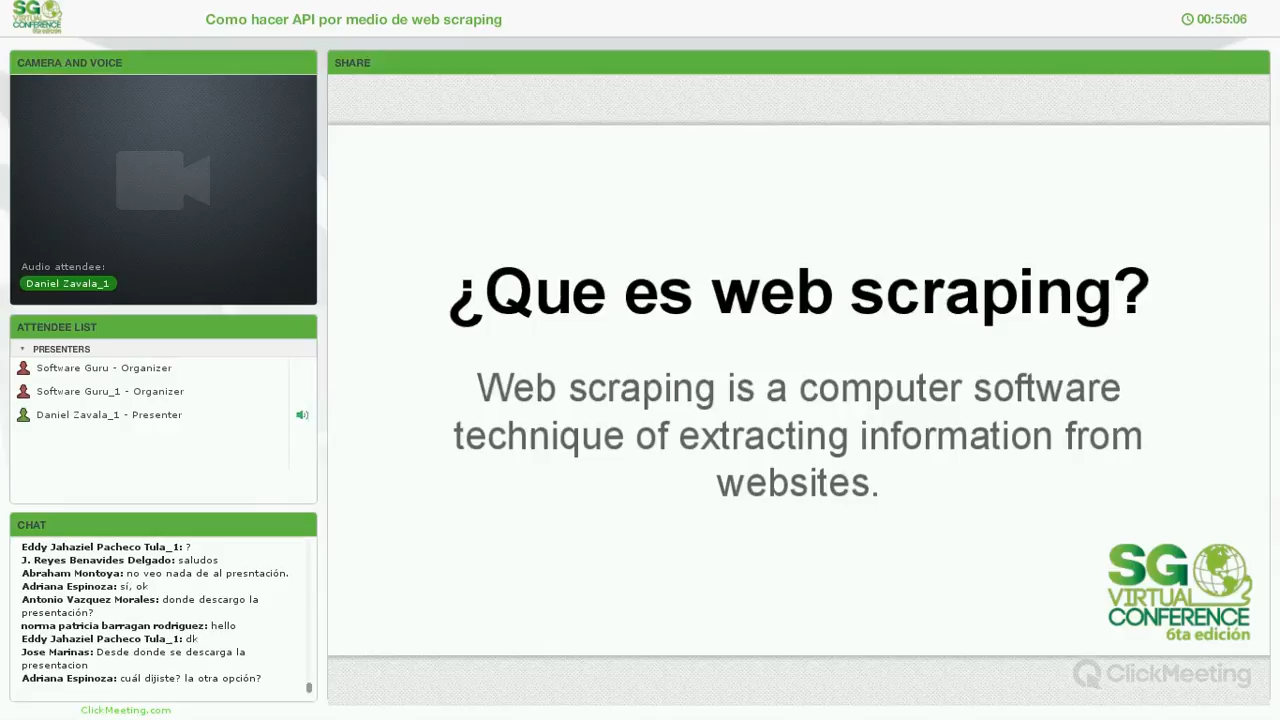 SG
VIRTUAL
CONFERENCE
6ta edición
Como hacer API por medio de web scraping
00:55:06
CAMERA AND VOICE
Audio attendee:
Daniel Zavala_1
ATTENDEE LIST
PRESENTERS
Software Guru - Organizer
Software Guru_1 - Organizer
Daniel Zavala_1 - Presenter
CHAT
Eddy Jahaziel Pacheco Tula_1: ?
J. Reyes Benavides Delgado: saludos
Abraham Montoya: no veo nada de al presntación.
Adriana Espinoza: sí, ok
Antonio Vazquez Morales: donde descargo la
presentación?
norma patricia barragan rodriguez: hello
Eddy Jahaziel Pacheco Tula_1: dk
Jose Marinas: Desde donde se descarga la
presentacion
Adriana Espinoza: cuál dijiste? la otra opción?
ClickMeeting.com
SHARE
¿Que es web scraping?
Web scraping is a computer software
technique of extracting information from
websites.
SG
VIRTUAL
CONFERENCE
6ta edición
ClickMeeting